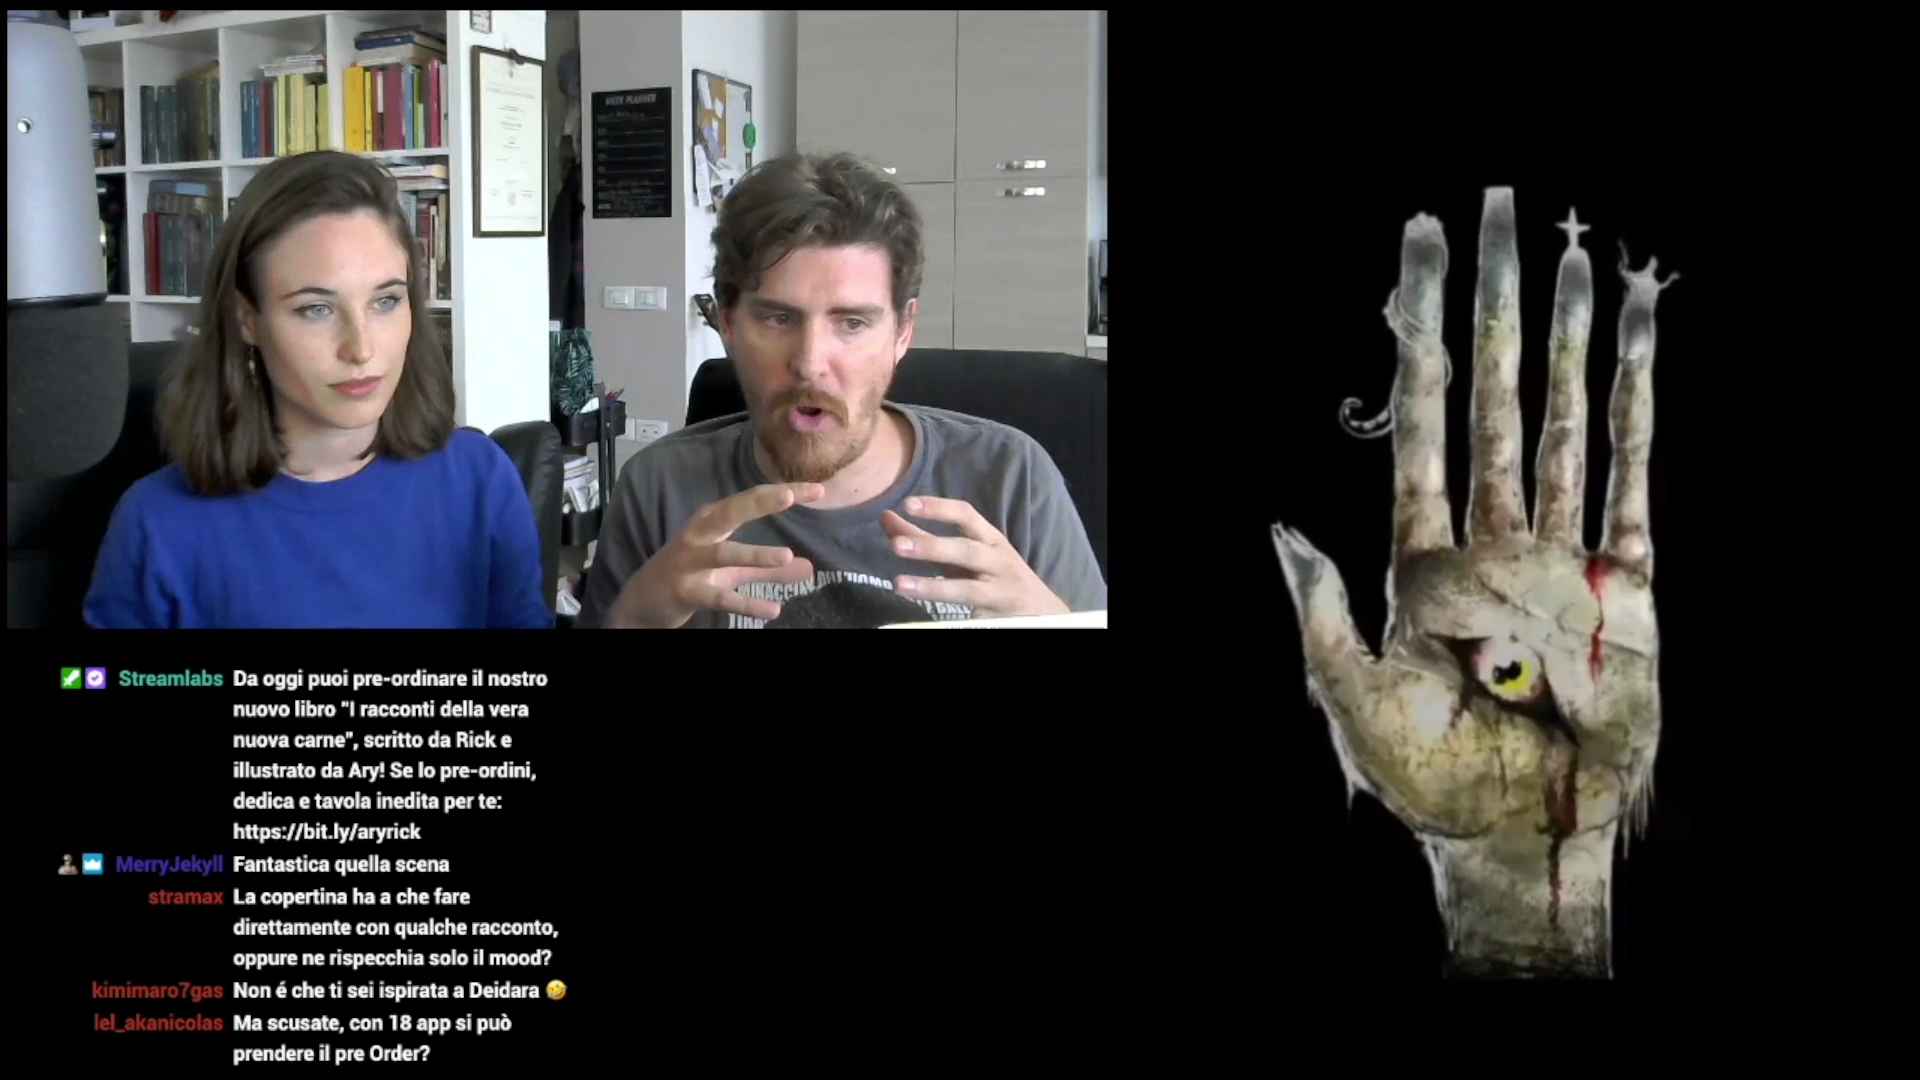 WEEK PLANNER
Streamlabs Da oggi puoi pre-ordinare il nostro
nuovo libro "I racconti della vera
nuova carne", scritto da Rick e
illustrato da Ary! Se lo pre-ordini,
dedica e tavola inedita per te:
https://bit.ly/aryrick
MerryJekyll Fantastica quella scena
stramax La copertina ha a che fare
direttamente con qualche racconto,
oppure ne rispecchia solo il mood?
kimimaro7gas Non é che ti sei ispirata a Deidara 🤣
lel_akanicolas Ma scusate, con 18 app si può
prendere il pre Order?